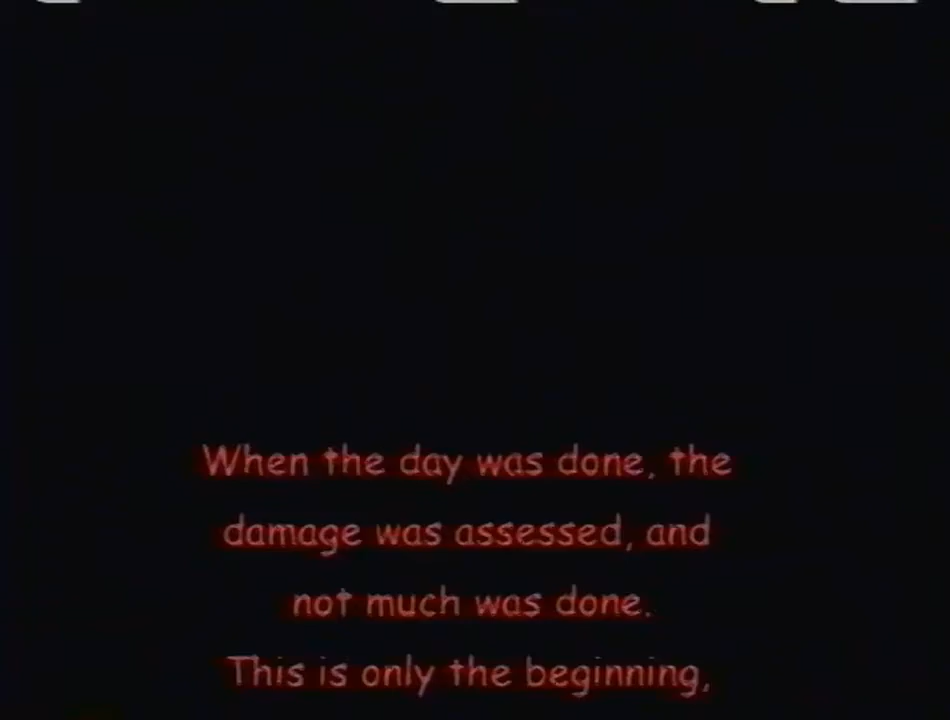 When the day was done, the
damage was assessed, and
not much was done.
This is only the beginning,